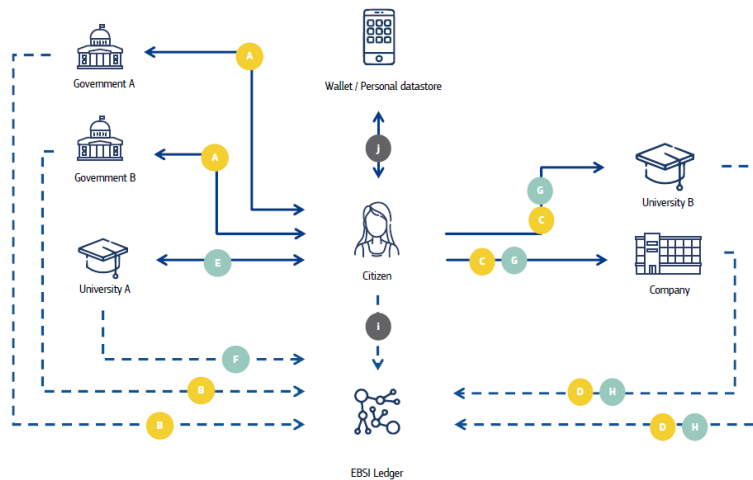 A
Government A
Wallet / Personal datastore
J
A
Government B
G
University B
C
E
C
G
University A
Citizen
Company
i
F
B
D
H
B
D
H
EBSI Ledger